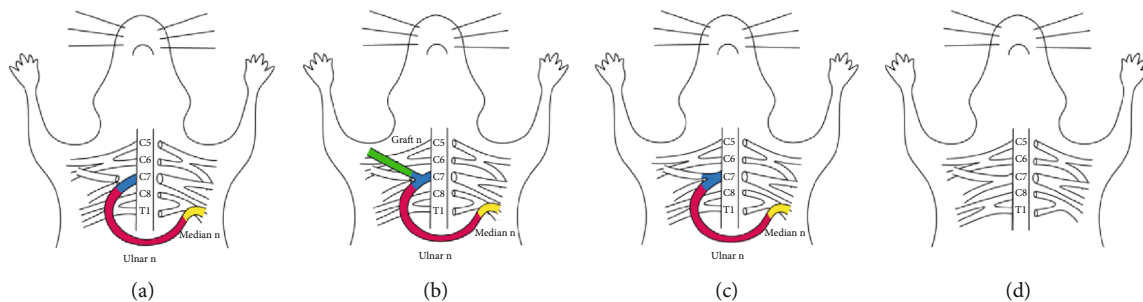 C5
C6
C7
C8
T1
Median n
Ulnar n
(a)
Graft n
C5
C6
C7
C8
T1
Median n
Ulnar n
(b)
C5
C6
C7
C8
T1
Median n
Ulnar n
(c)
C5
C6
C7
C8
T1
(d)